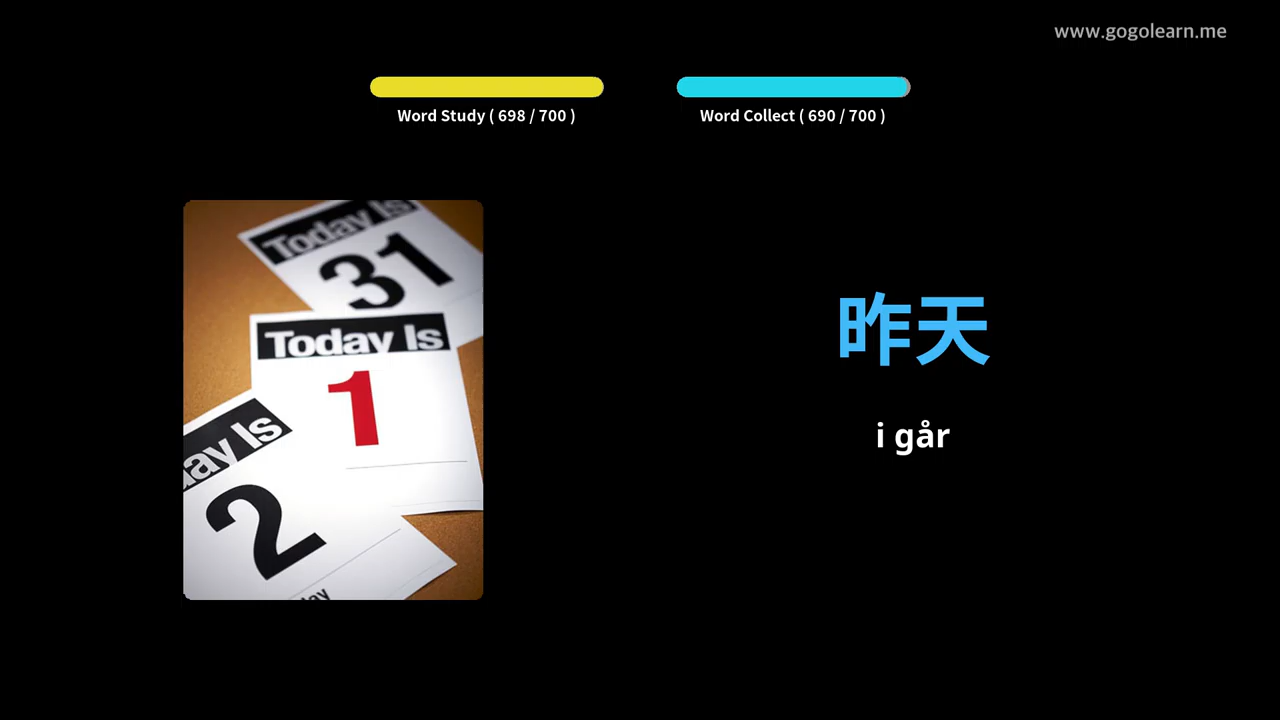 www.gogolearn.me
Word Study ( 698 / 700 )
Word Collect ( 690 / 700 )
Today Is
31
Today Is
1
ay Is
2
ay
昨天
i går